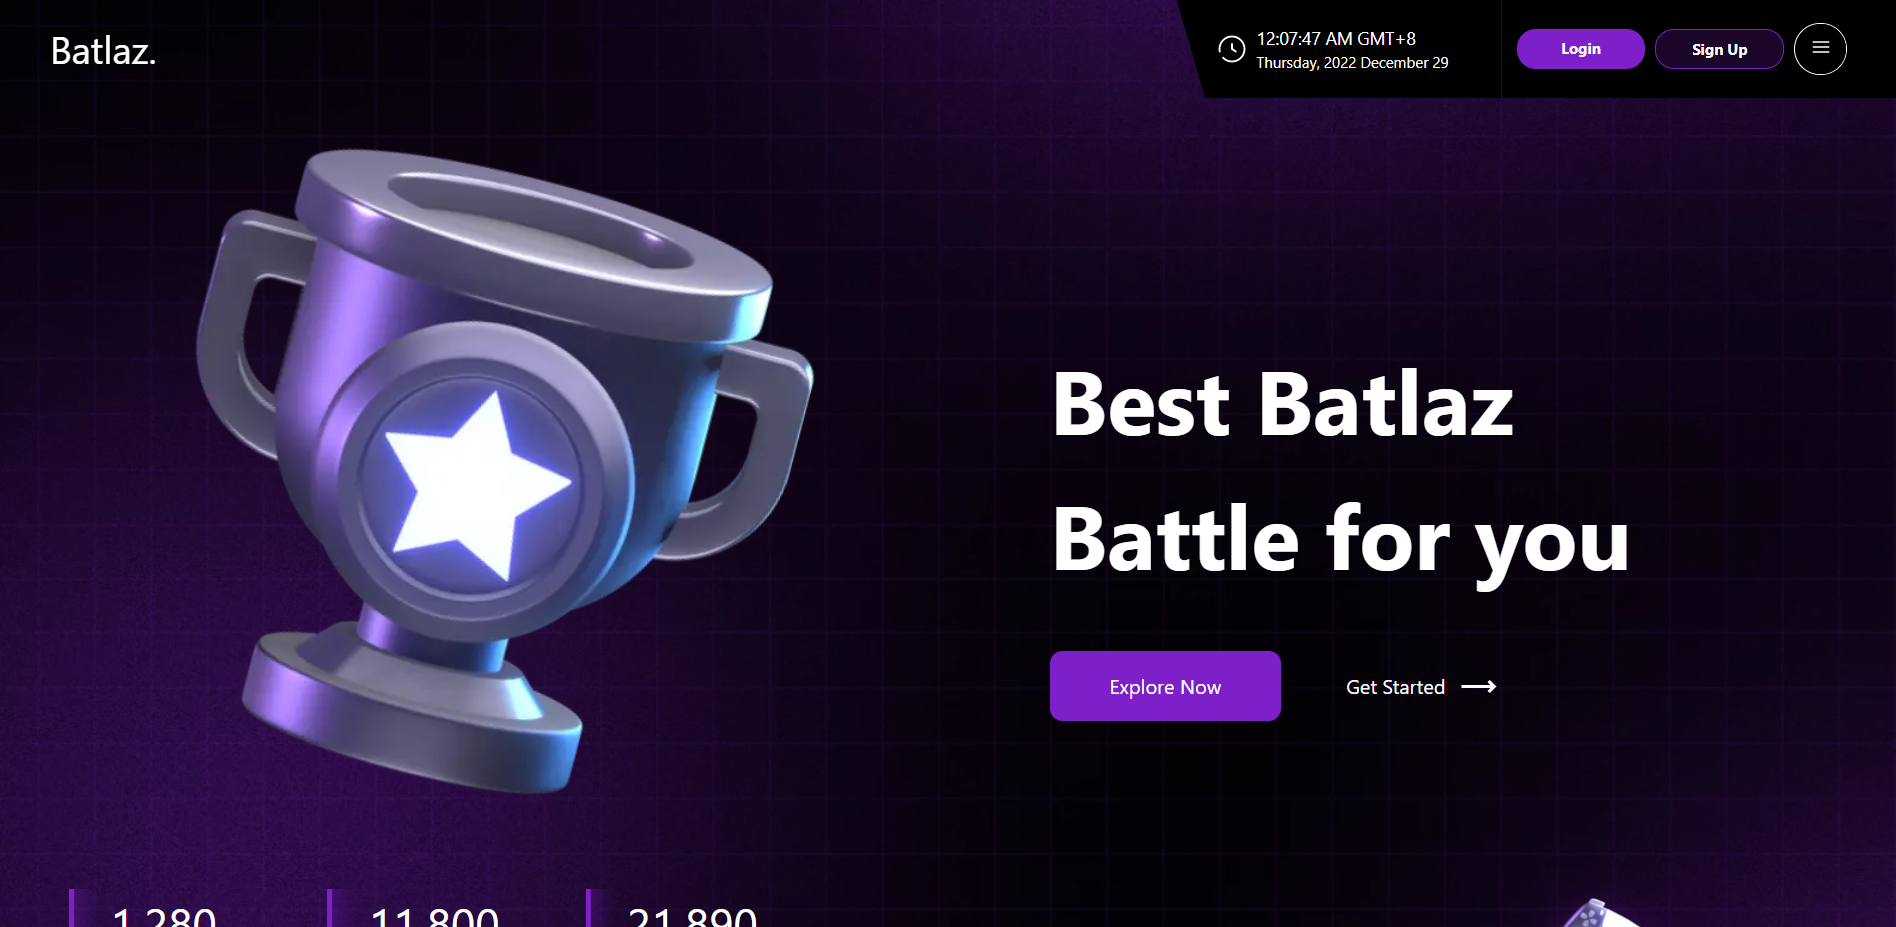 Batlaz.
12:07:47 AM GMT+8
Thursday, 2022 December 29
Login
Sign Up
Best Batlaz
Battle for you
Explore Now
Get Started
1,280
11,800
21,890